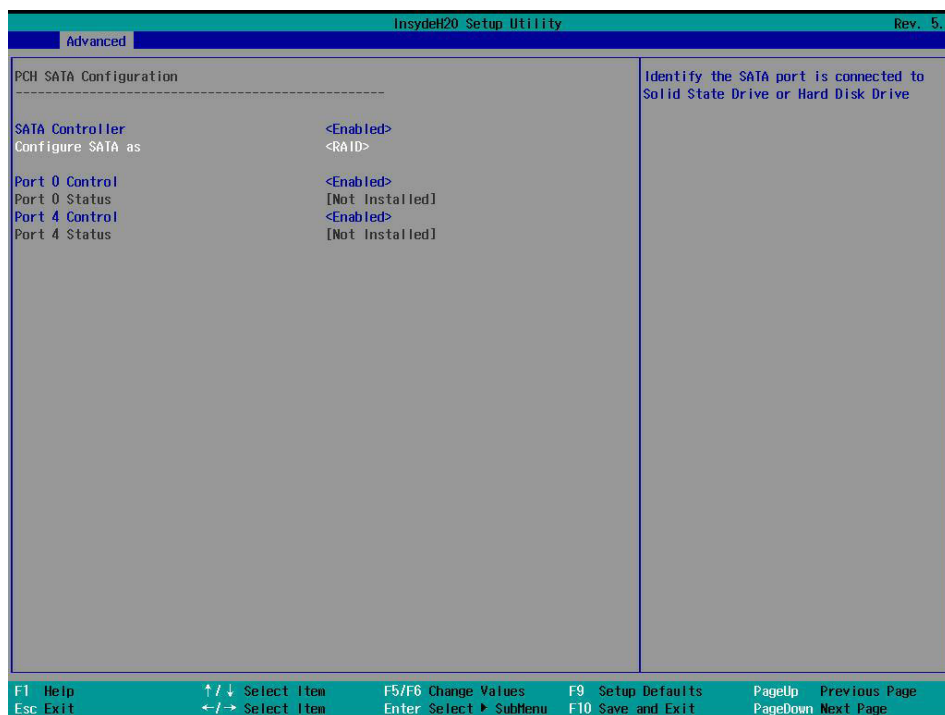 InsydeH20 Setup Utility Rev. 5.
Advanced
PCH SATA Configuration
--------------------------------------------------
SATA Controller <Enabled>
Configure SATA as <RAID>
Port 0 Control <Enabled>
Port 0 Status [Not Installed]
Port 4 Control <Enabled>
Port 4 Status [Not Installed]
Identify the SATA port is connected to
Solid State Drive or Hard Disk Drive
F1 Help ↑/↓ Select Item F5/F6 Change Values F9 Setup Defaults PageUp Previous Page
Esc Exit ←/→ Select Item Enter Select ▶ SubMenu F10 Save and Exit PageDown Next Page